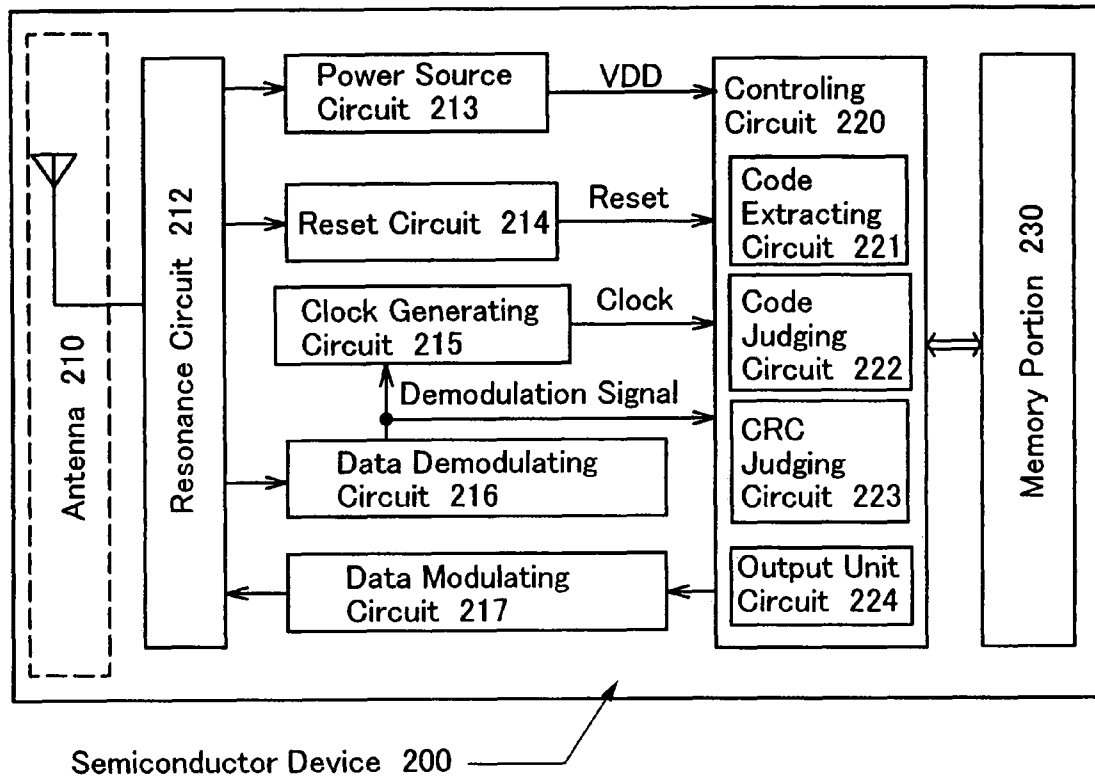 Antenna 210
Resonance Circuit 212
Power Source
Circuit 213
VDD
Reset Circuit 214
Reset
Clock Generating
Circuit 215
Clock
Demodulation Signal
Data Demodulating
Circuit 216
Data Modulating
Circuit 217
Controling
Circuit 220
Code
Extracting
Circuit 221
Code
Judging
Circuit 222
CRC
Judging
Circuit 223
Output Unit
Circuit 224
Memory Portion 230
Semiconductor Device 200